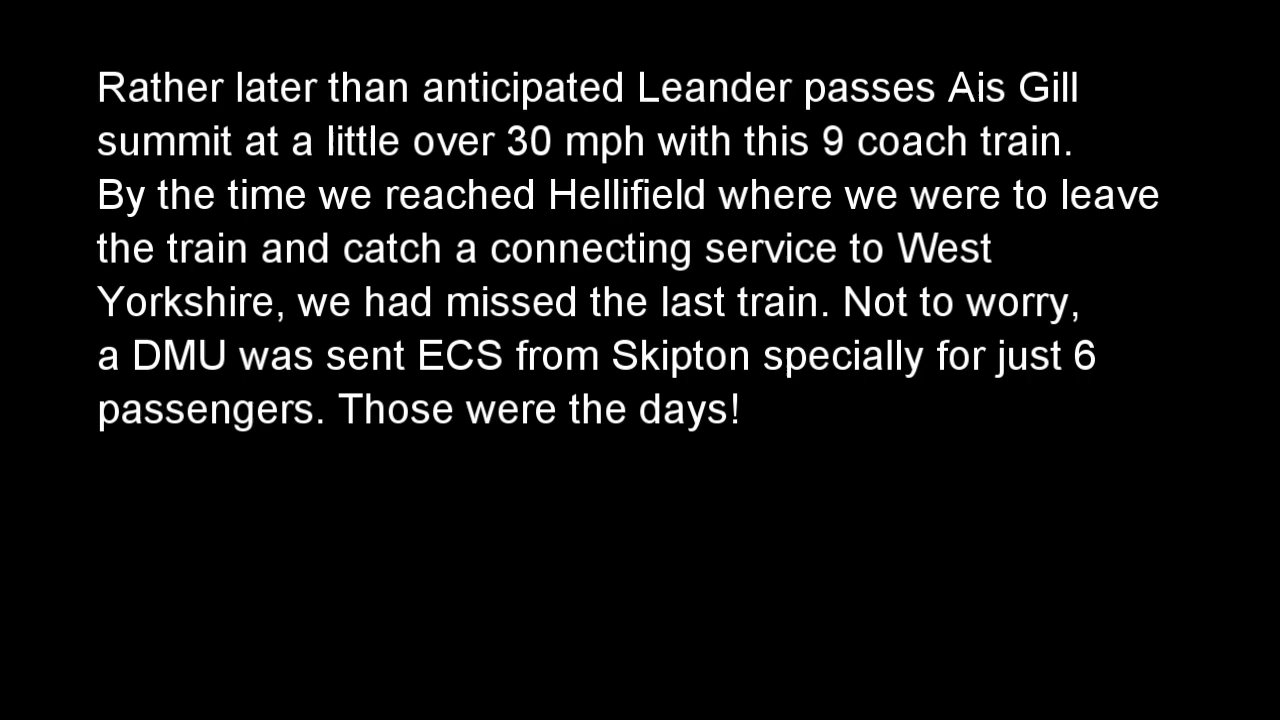 Rather later than anticipated Leander passes Ais Gill
summit at a little over 30 mph with this 9 coach train.
By the time we reached Hellifield where we were to leave
the train and catch a connecting service to West
Yorkshire, we had missed the last train. Not to worry,
a DMU was sent ECS from Skipton specially for just 6
passengers. Those were the days!